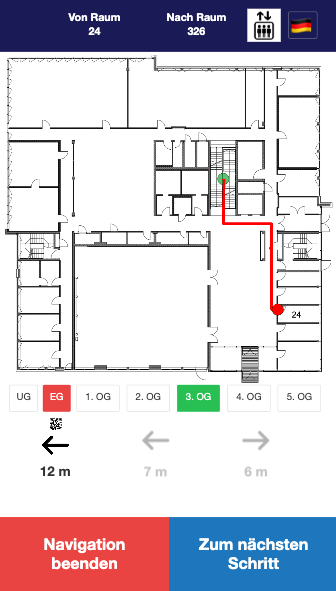 Von Raum
24
Nach Raum
326
24
UG EG 1. OG 2. OG 3. OG 4. OG 5. OG
12 m 7 m 6 m
Navigation
beenden
Zum nächsten
Schritt